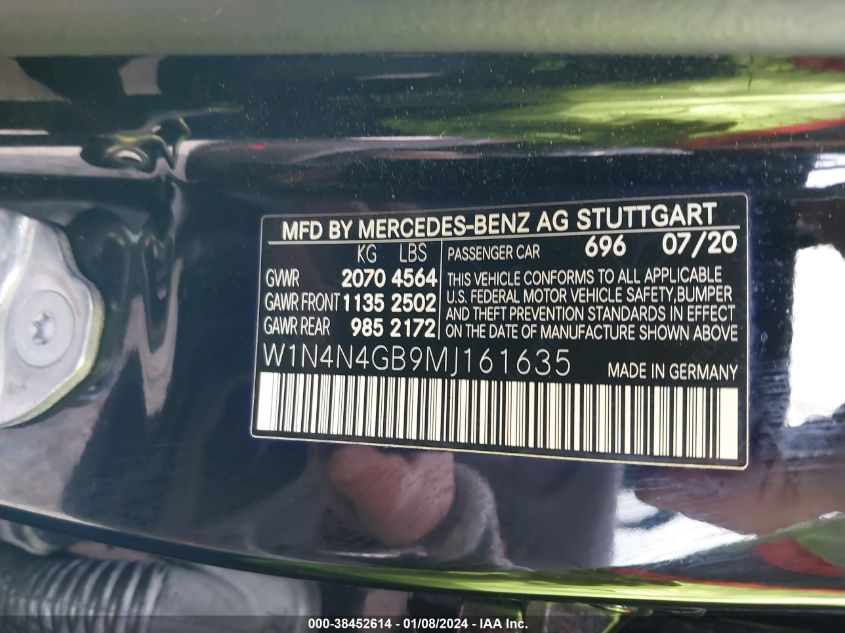 MFD BY MERCEDES-BENZ AG STUTTGART
KG LBS PASSENGER CAR 696 07/20
GVWR 2070 4564
GAWR FRONT 1135 2502
GAWR REAR 985 2172
THIS VEHICLE CONFORMS TO ALL APPLICABLE
U.S. FEDERAL MOTOR VEHICLE SAFETY,BUMPER
AND THEFT PREVENTION STANDARDS IN EFFECT
ON THE DATE OF MANUFACTURE SHOWN ABOVE
W1N4N4GB9MJ161635 MADE IN GERMANY
000-38452614 - 01/08/2024 - IAA Inc.